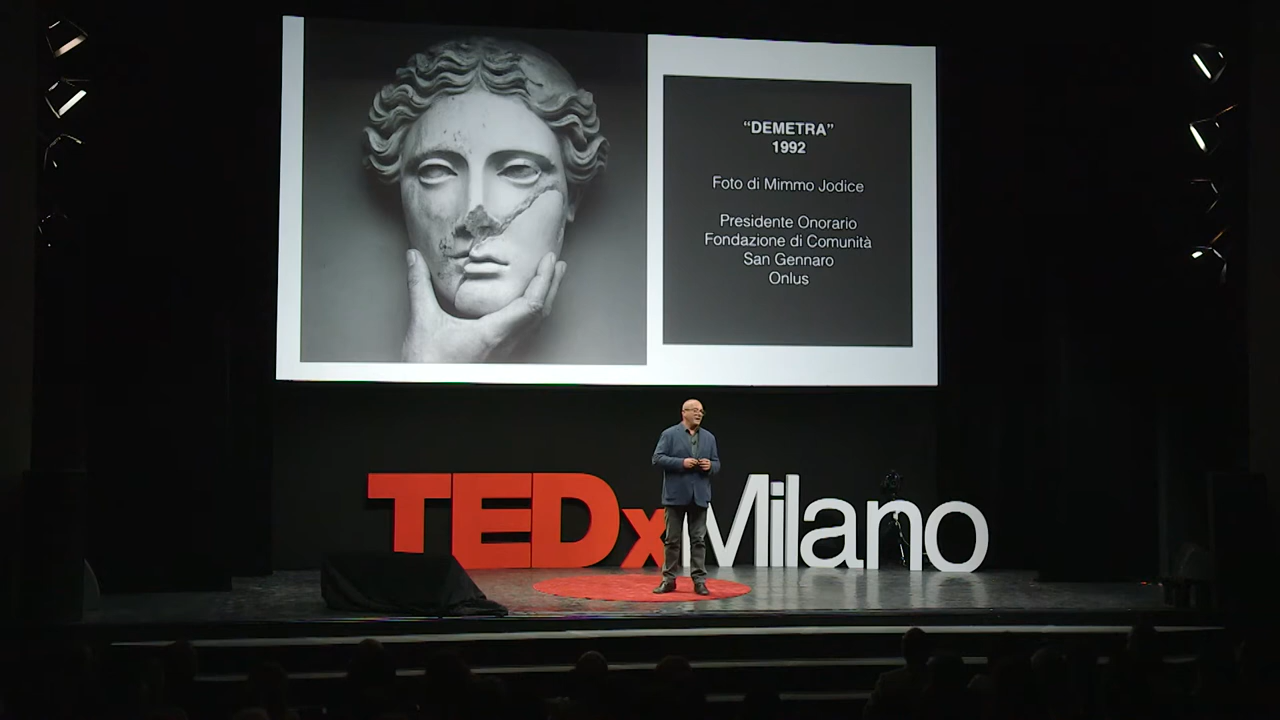 “DEMETRA”
1992
Foto di Mimmo Jodice
Presidente Onorario
Fondazione di Comunità
San Gennaro
Onlus
TEDxMilano